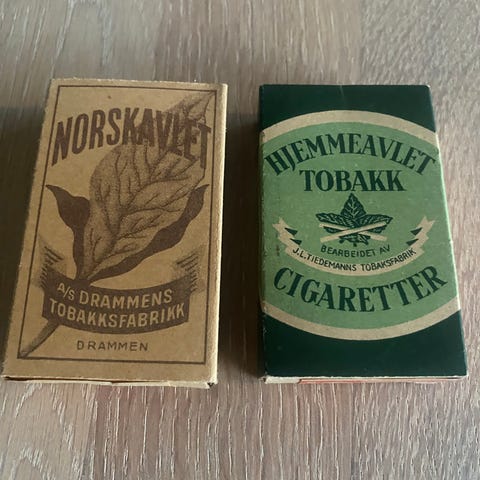 NORSKAVLET
A/S DRAMMENS
TOBAKKSFABRIKK
DRAMMEN
HJEMMEAVLET
TOBAKK
BEARBEIDET AV
J.L. TIEDEMANNS TOBAKSFABRIK
CIGARETTER